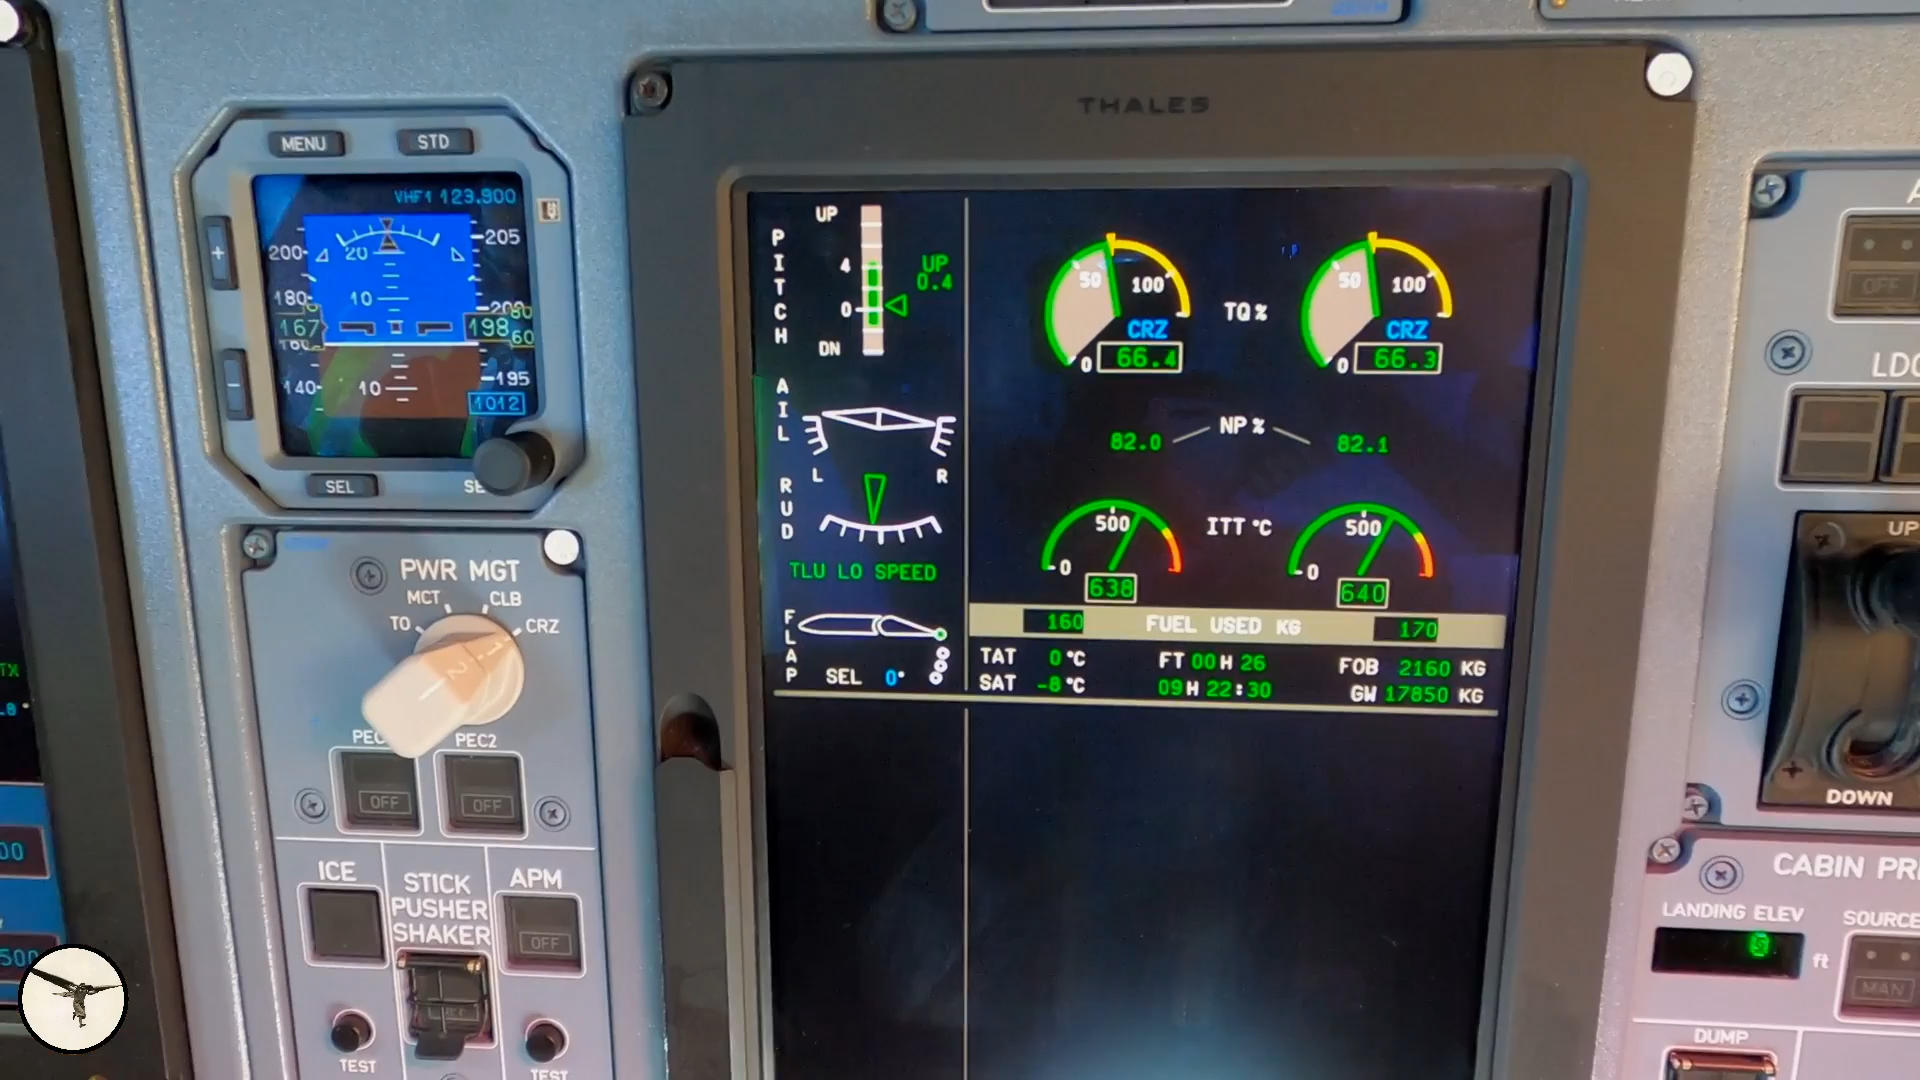 THALES
MENU
STD
VHF1 123.900
200
20
205
180
10
200
80
167
198
60
160
140
10
195
1012
+
-
SEL
PWR MGT
MCT
CLB
TO
CRZ
1
2
PEC2
OFF
OFF
ICE
STICK
PUSHER
SHAKER
APM
OFF
TEST
TEST
PITCH
UP
4
0
DN
UP
0.4
AIL
L
R
RUD
TLU LO SPEED
FLAP
SEL 0°
50
100
CRZ
0
66.4
TQ%
50
100
CRZ
0
66.3
82.0 NP% 82.1
500
0
638
ITT °C
500
0
640
160 FUEL USED KG 170
TAT 0 °C FT 00 H 26 FOB 2160 KG
SAT -8 °C 09 H 22:30 GW 17850 KG
OFF
UP
DOWN
LANDING ELEV
ft
SOURCE
MAN
DUMP